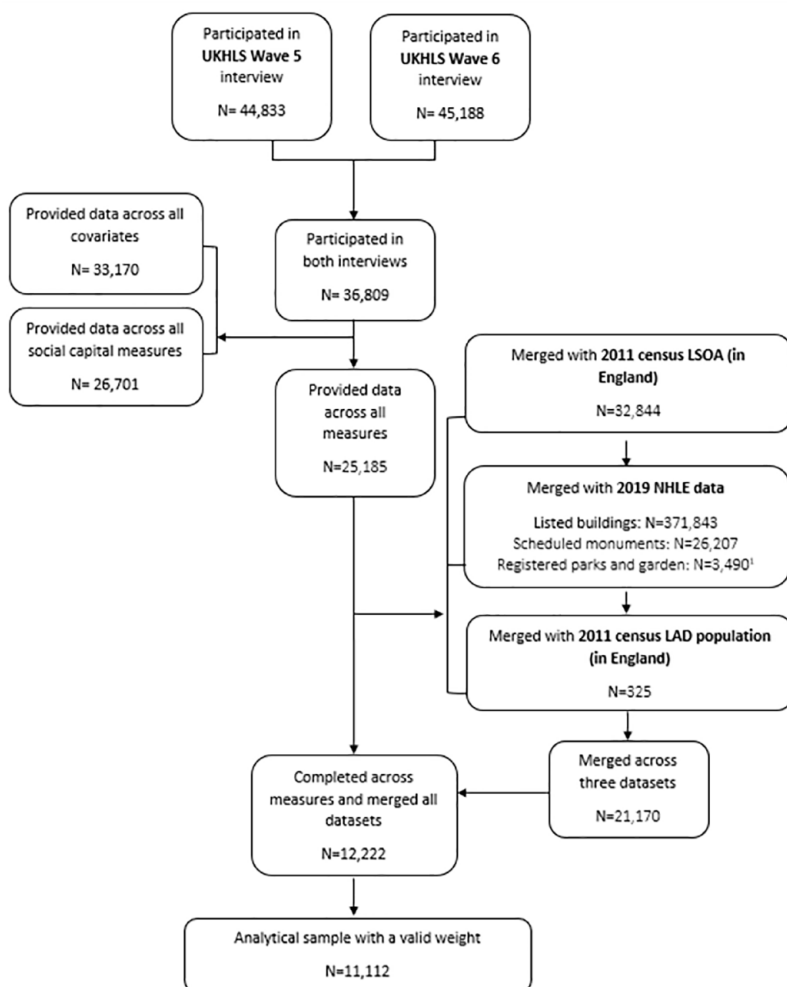 Participated in
UKHLS Wave 5
interview
N= 44,833
Participated in
UKHLS Wave 6
interview
N= 45,188
Provided data across all
covariates
N= 33,170
Participated in
both interviews
N= 36,809
Provided data across all
social capital measures
N= 26,701
Provided data
across all
measures
N=25,185
Merged with 2011 census LSOA (in
England)
N=32,844
Merged with 2019 NHLE data
Listed buildings: N=371,843
Scheduled monuments: N=26,207
Registered parks and garden: N=3,490¹
Merged with 2011 census LAD population
(in England)
N=325
Merged across
three datasets
N=21,170
Completed across
measures and merged all
datasets
N=12,222
Analytical sample with a valid weight
N=11,112